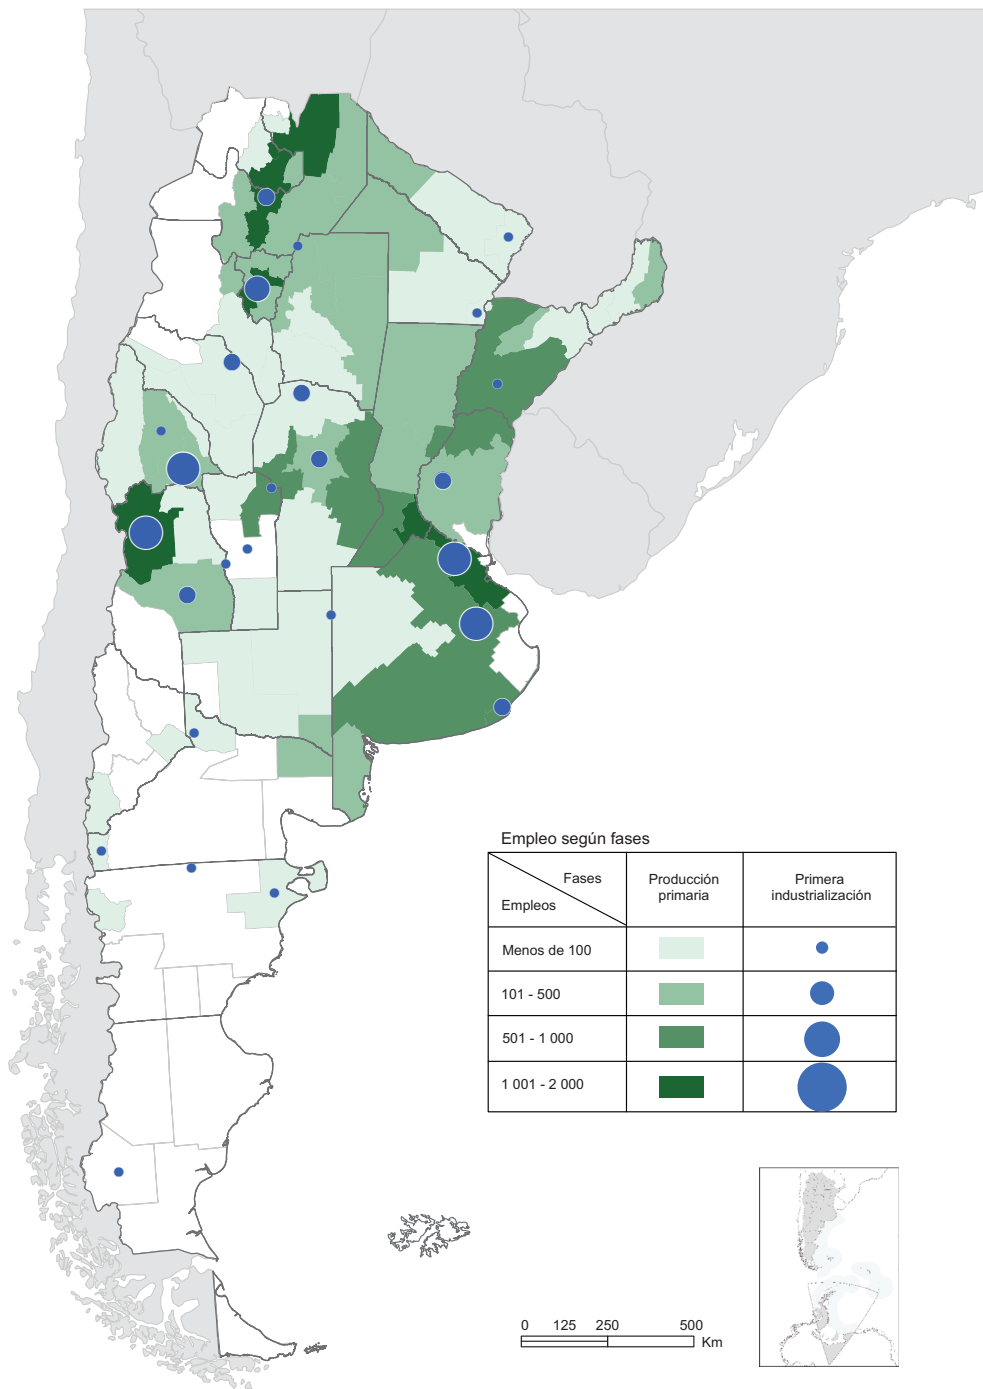 Empleo según fases
Fases
Empleos
Producción
primaria
Primera
industrialización
Menos de 100
101 - 500
501 - 1 000
1 001 - 2 000
0 125 250 500
Km